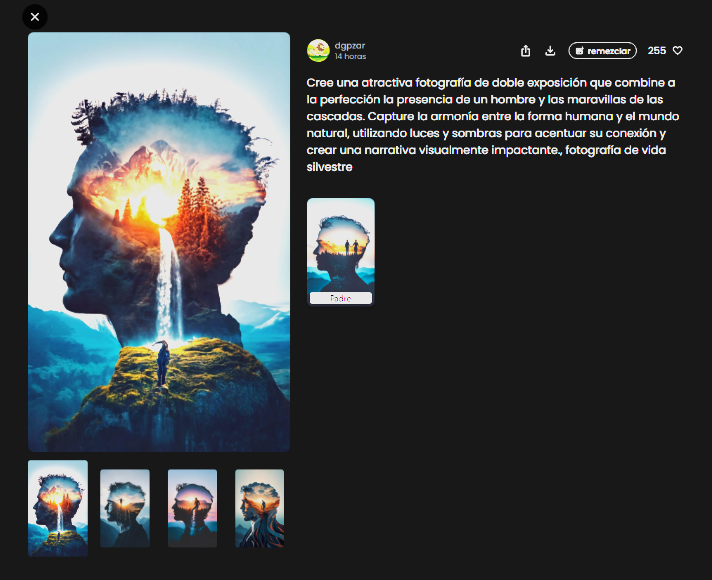 dgpzar
14 horas
remezclar
255
Cree una atractiva fotografía de doble exposición que combine a
la perfección la presencia de un hombre y las maravillas de las
cascadas. Capture la armonía entre la forma humana y el mundo
natural, utilizando luces y sombras para acentuar su conexión y
crear una narrativa visualmente impactante., fotografía de vida
silvestre
Padre